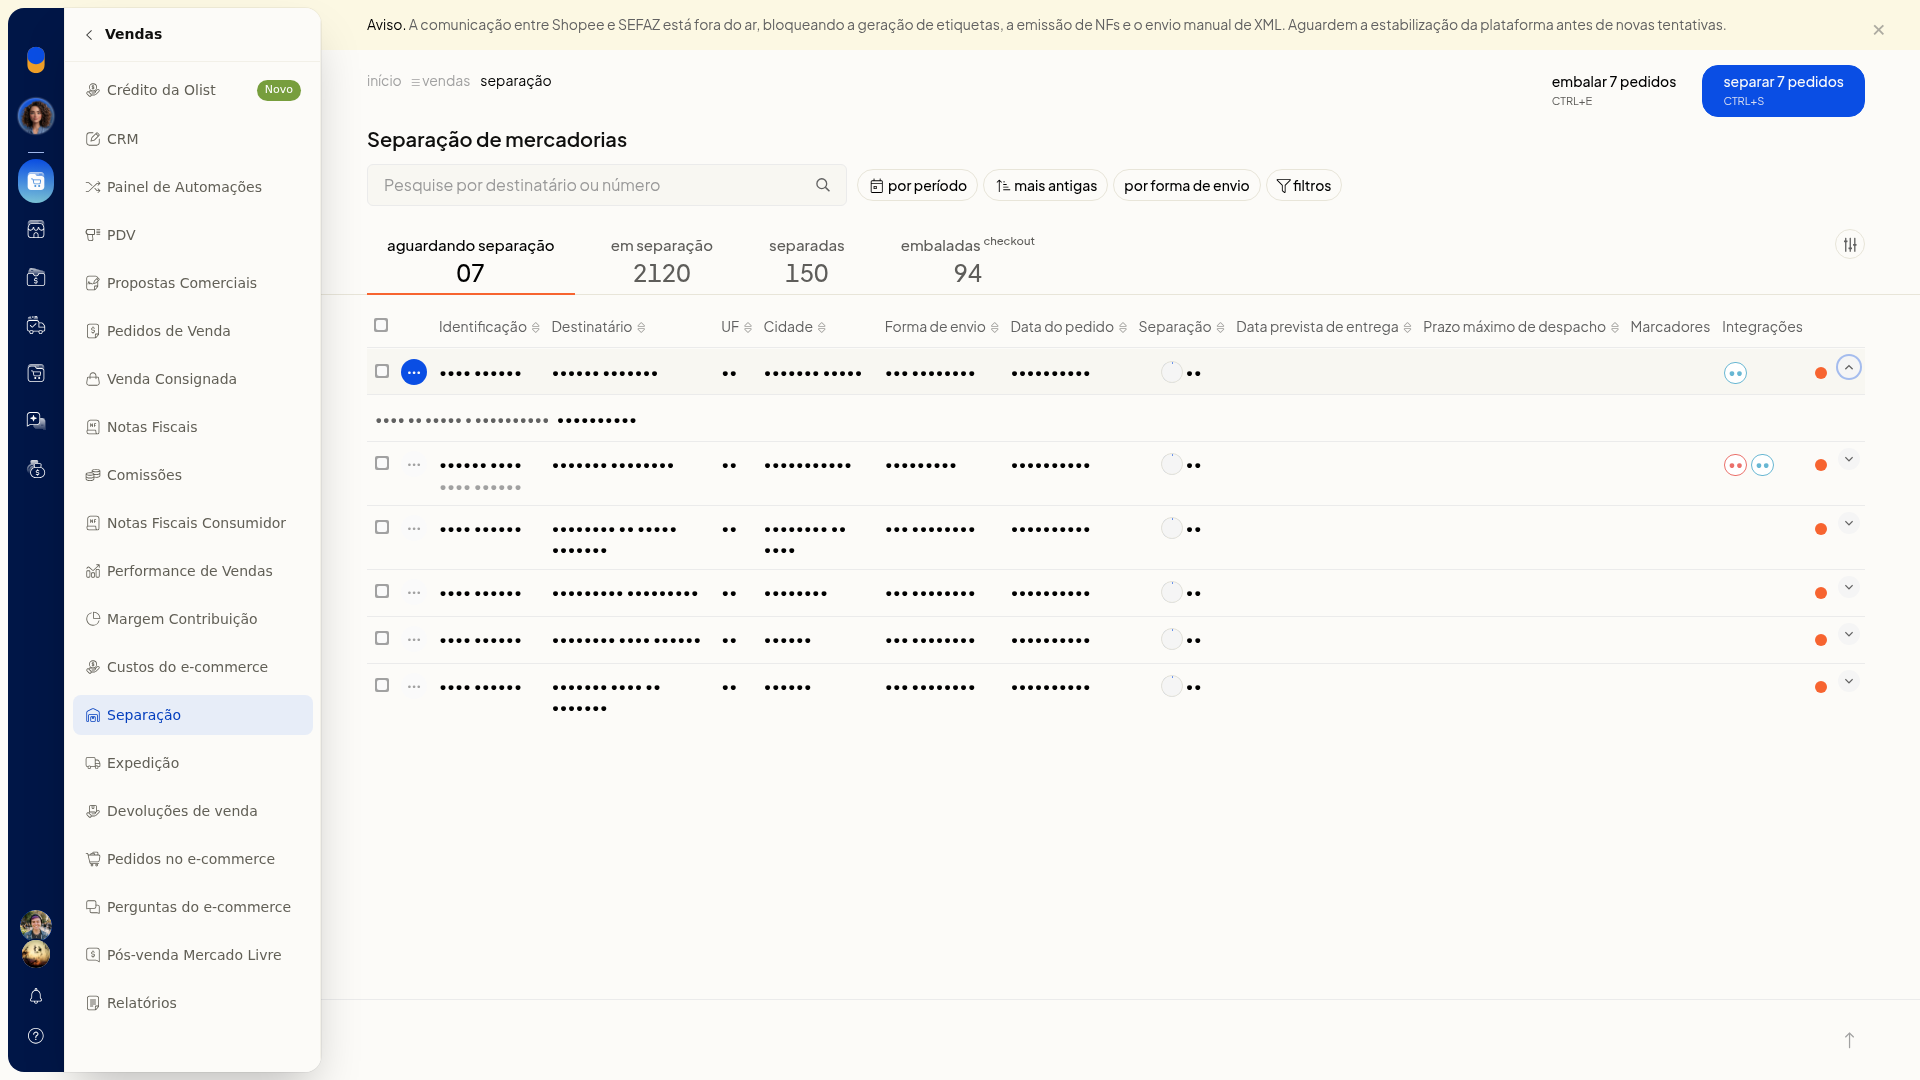 Aviso. A comunicação entre Shopee e SEFAZ está fora do ar, bloqueando a geração de etiquetas, a emissão de NFs e o envio manual de XML. Aguardem a estabilização da plataforma antes de novas tentativas.
Vendas
Crédito da Olist Novo
CRM
Painel de Automações
PDV
Propostas Comerciais
Pedidos de Venda
Venda Consignada
Notas Fiscais
Comissões
Notas Fiscais Consumidor
Performance de Vendas
Margem Contribuição
Custos do e-commerce
Separação
Expedição
Devoluções de venda
Pedidos no e-commerce
Perguntas do e-commerce
Pós-venda Mercado Livre
Relatórios
início vendas separação
embalar 7 pedidos
CTRL+E
separar 7 pedidos
CTRL+S
Separação de mercadorias
Pesquise por destinatário ou número
por período
mais antigas
por forma de envio
filtros
aguardando separação
07
em separação
2120
separadas
150
embaladas checkout
94
Identificação Destinatário UF Cidade Forma de envio Data do pedido Separação Data prevista de entrega Prazo máximo de despacho Marcadores Integrações